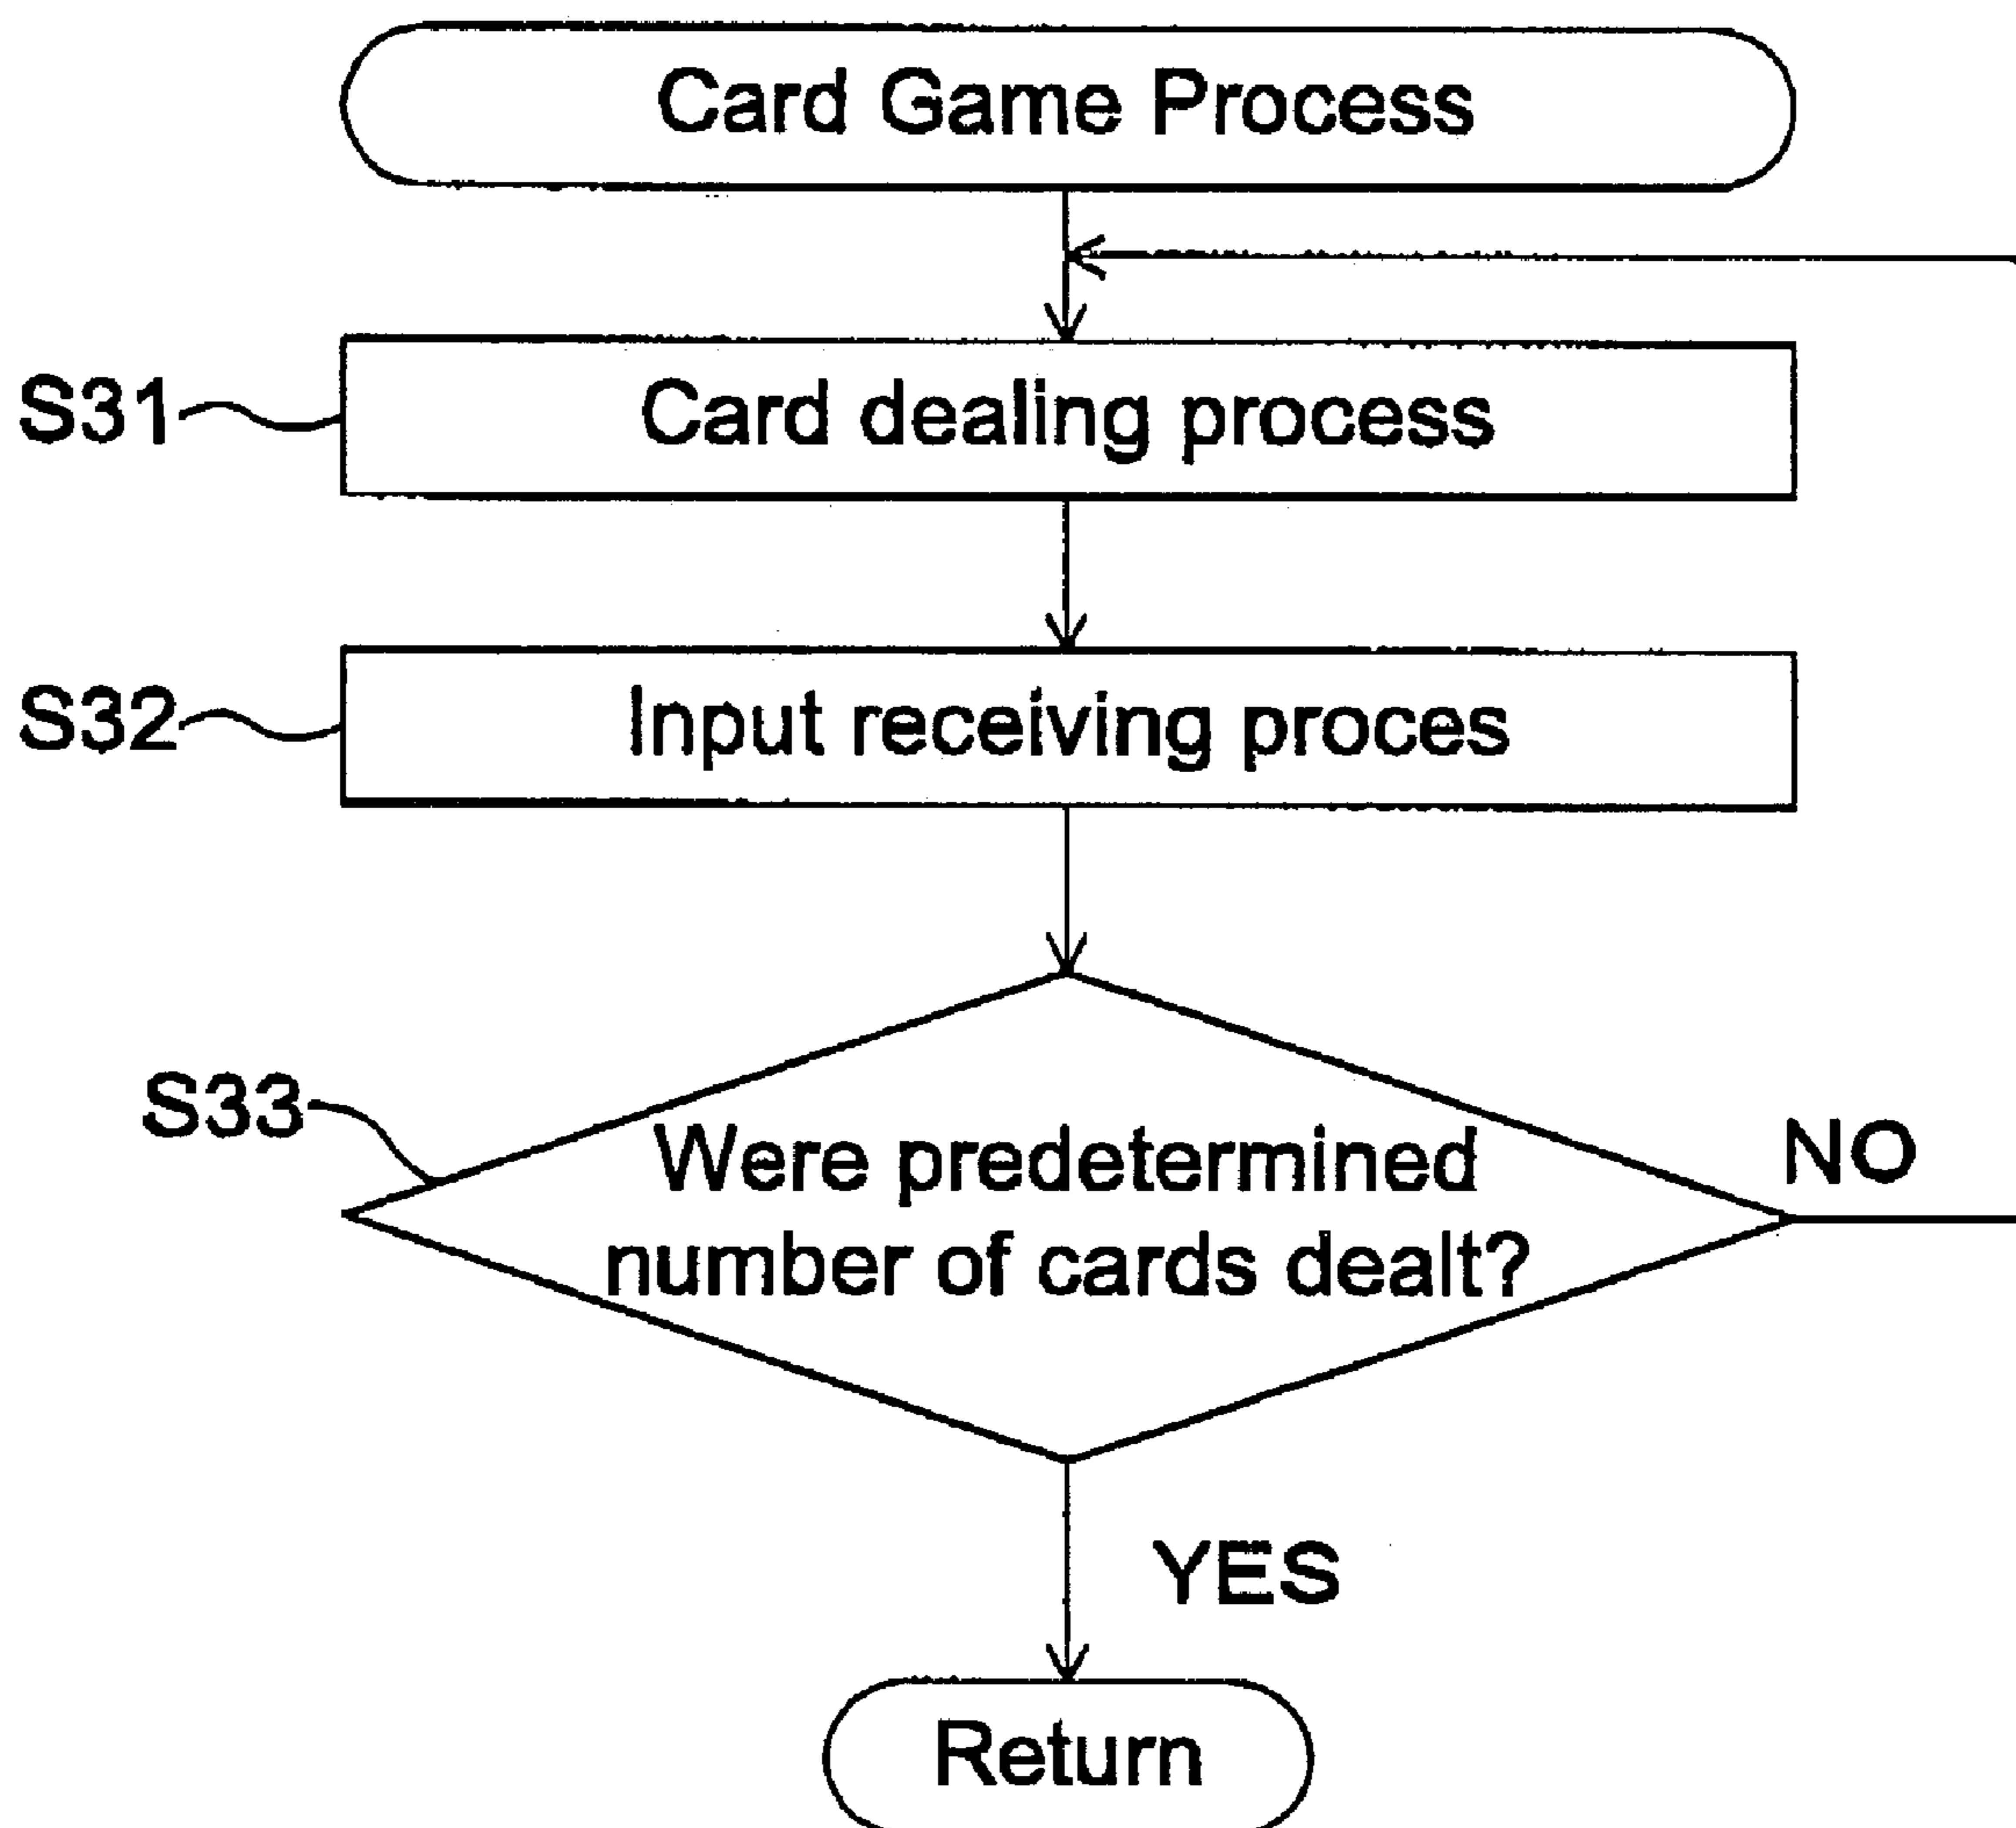 Card Game Process
S31
Card dealing process
S32
Input receiving proces
S33
Were predetermined
number of cards dealt?
NO
YES
Return